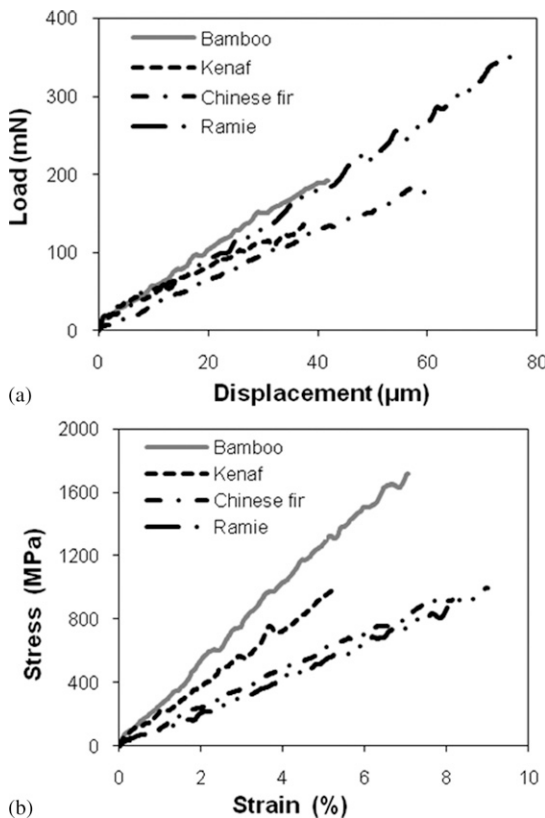 400
300
200
100
0
Load (mN)
Bamboo
Kenaf
Chinese fir
Ramie
0 20 40 60 80
Displacement (μm)
(a)
2000
1600
1200
800
400
0
Stress (MPa)
Bamboo
Kenaf
Chinese fir
Ramie
0 2 4 6 8 10
Strain (%)
(b)